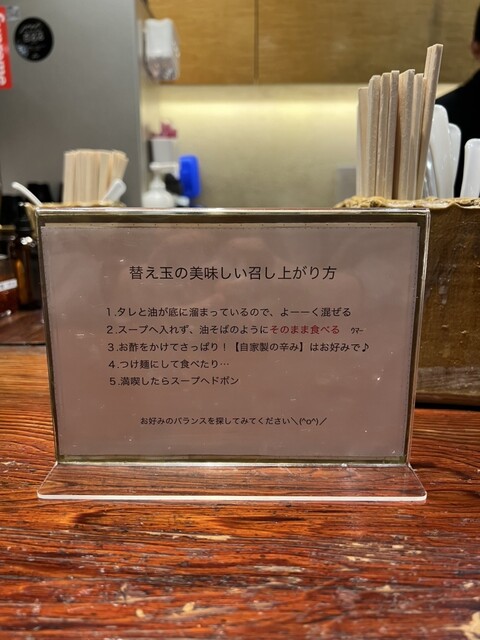 替え玉の美味しい召し上がり方
1.タレと油が底に溜まっているので、よーーく混ぜる
2.スープへ入れず、油そばのようにそのまま食べる ｳﾏｰ
3.お酢をかけてさっぱり！【自家製の辛み】はお好みで♪
4.つけ麺にして食べたり…
5.満喫したらスープへドボン
お好みのバランスを探してみてください＼(^o^)／